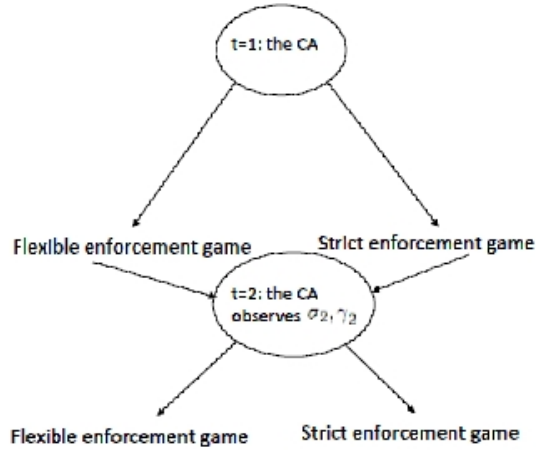 t=1: the CA
Flexible enforcement game
Strict enforcement game
t=2: the CA
observes σ₂, γ₂
Flexible enforcement game
Strict enforcement game